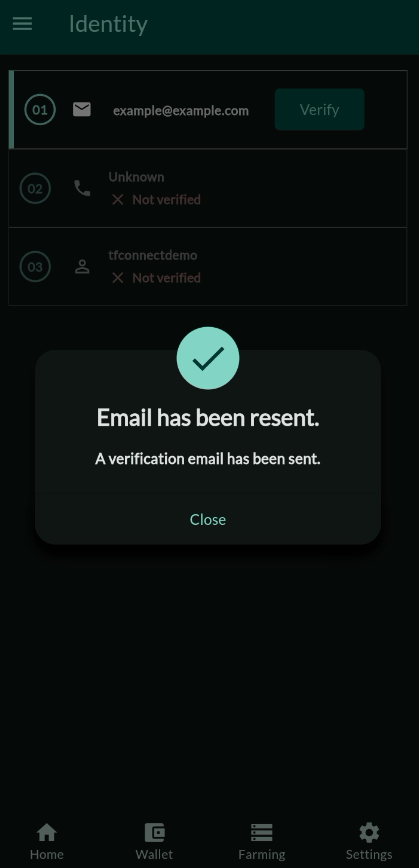 Identity
01
example@example.com
Verify
02
Unknown
Not verified
03
tfconnectdemo
Not verified
Email has been resent.
A verification email has been sent.
Close
Home
Wallet
Farming
Settings